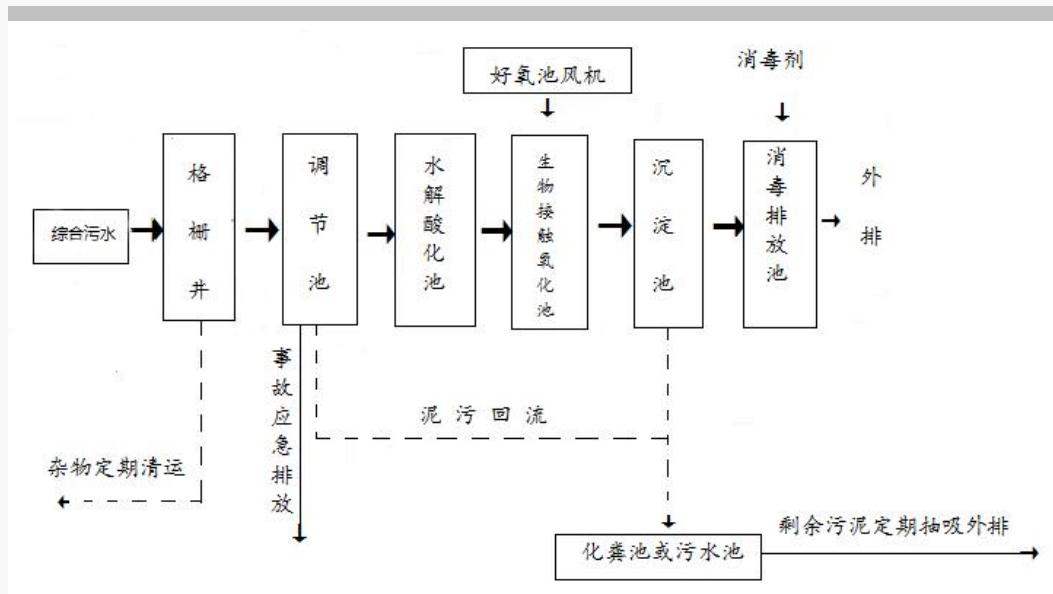 好氧池风机
消毒剂
综合污水
格栅井
调节池
水解酸化池
生物接触氧化池
沉淀池
消毒排放池
外排
事故应急排放
泥污回流
杂物定期清运
化粪池或污水池
剩余污泥定期抽吸外排